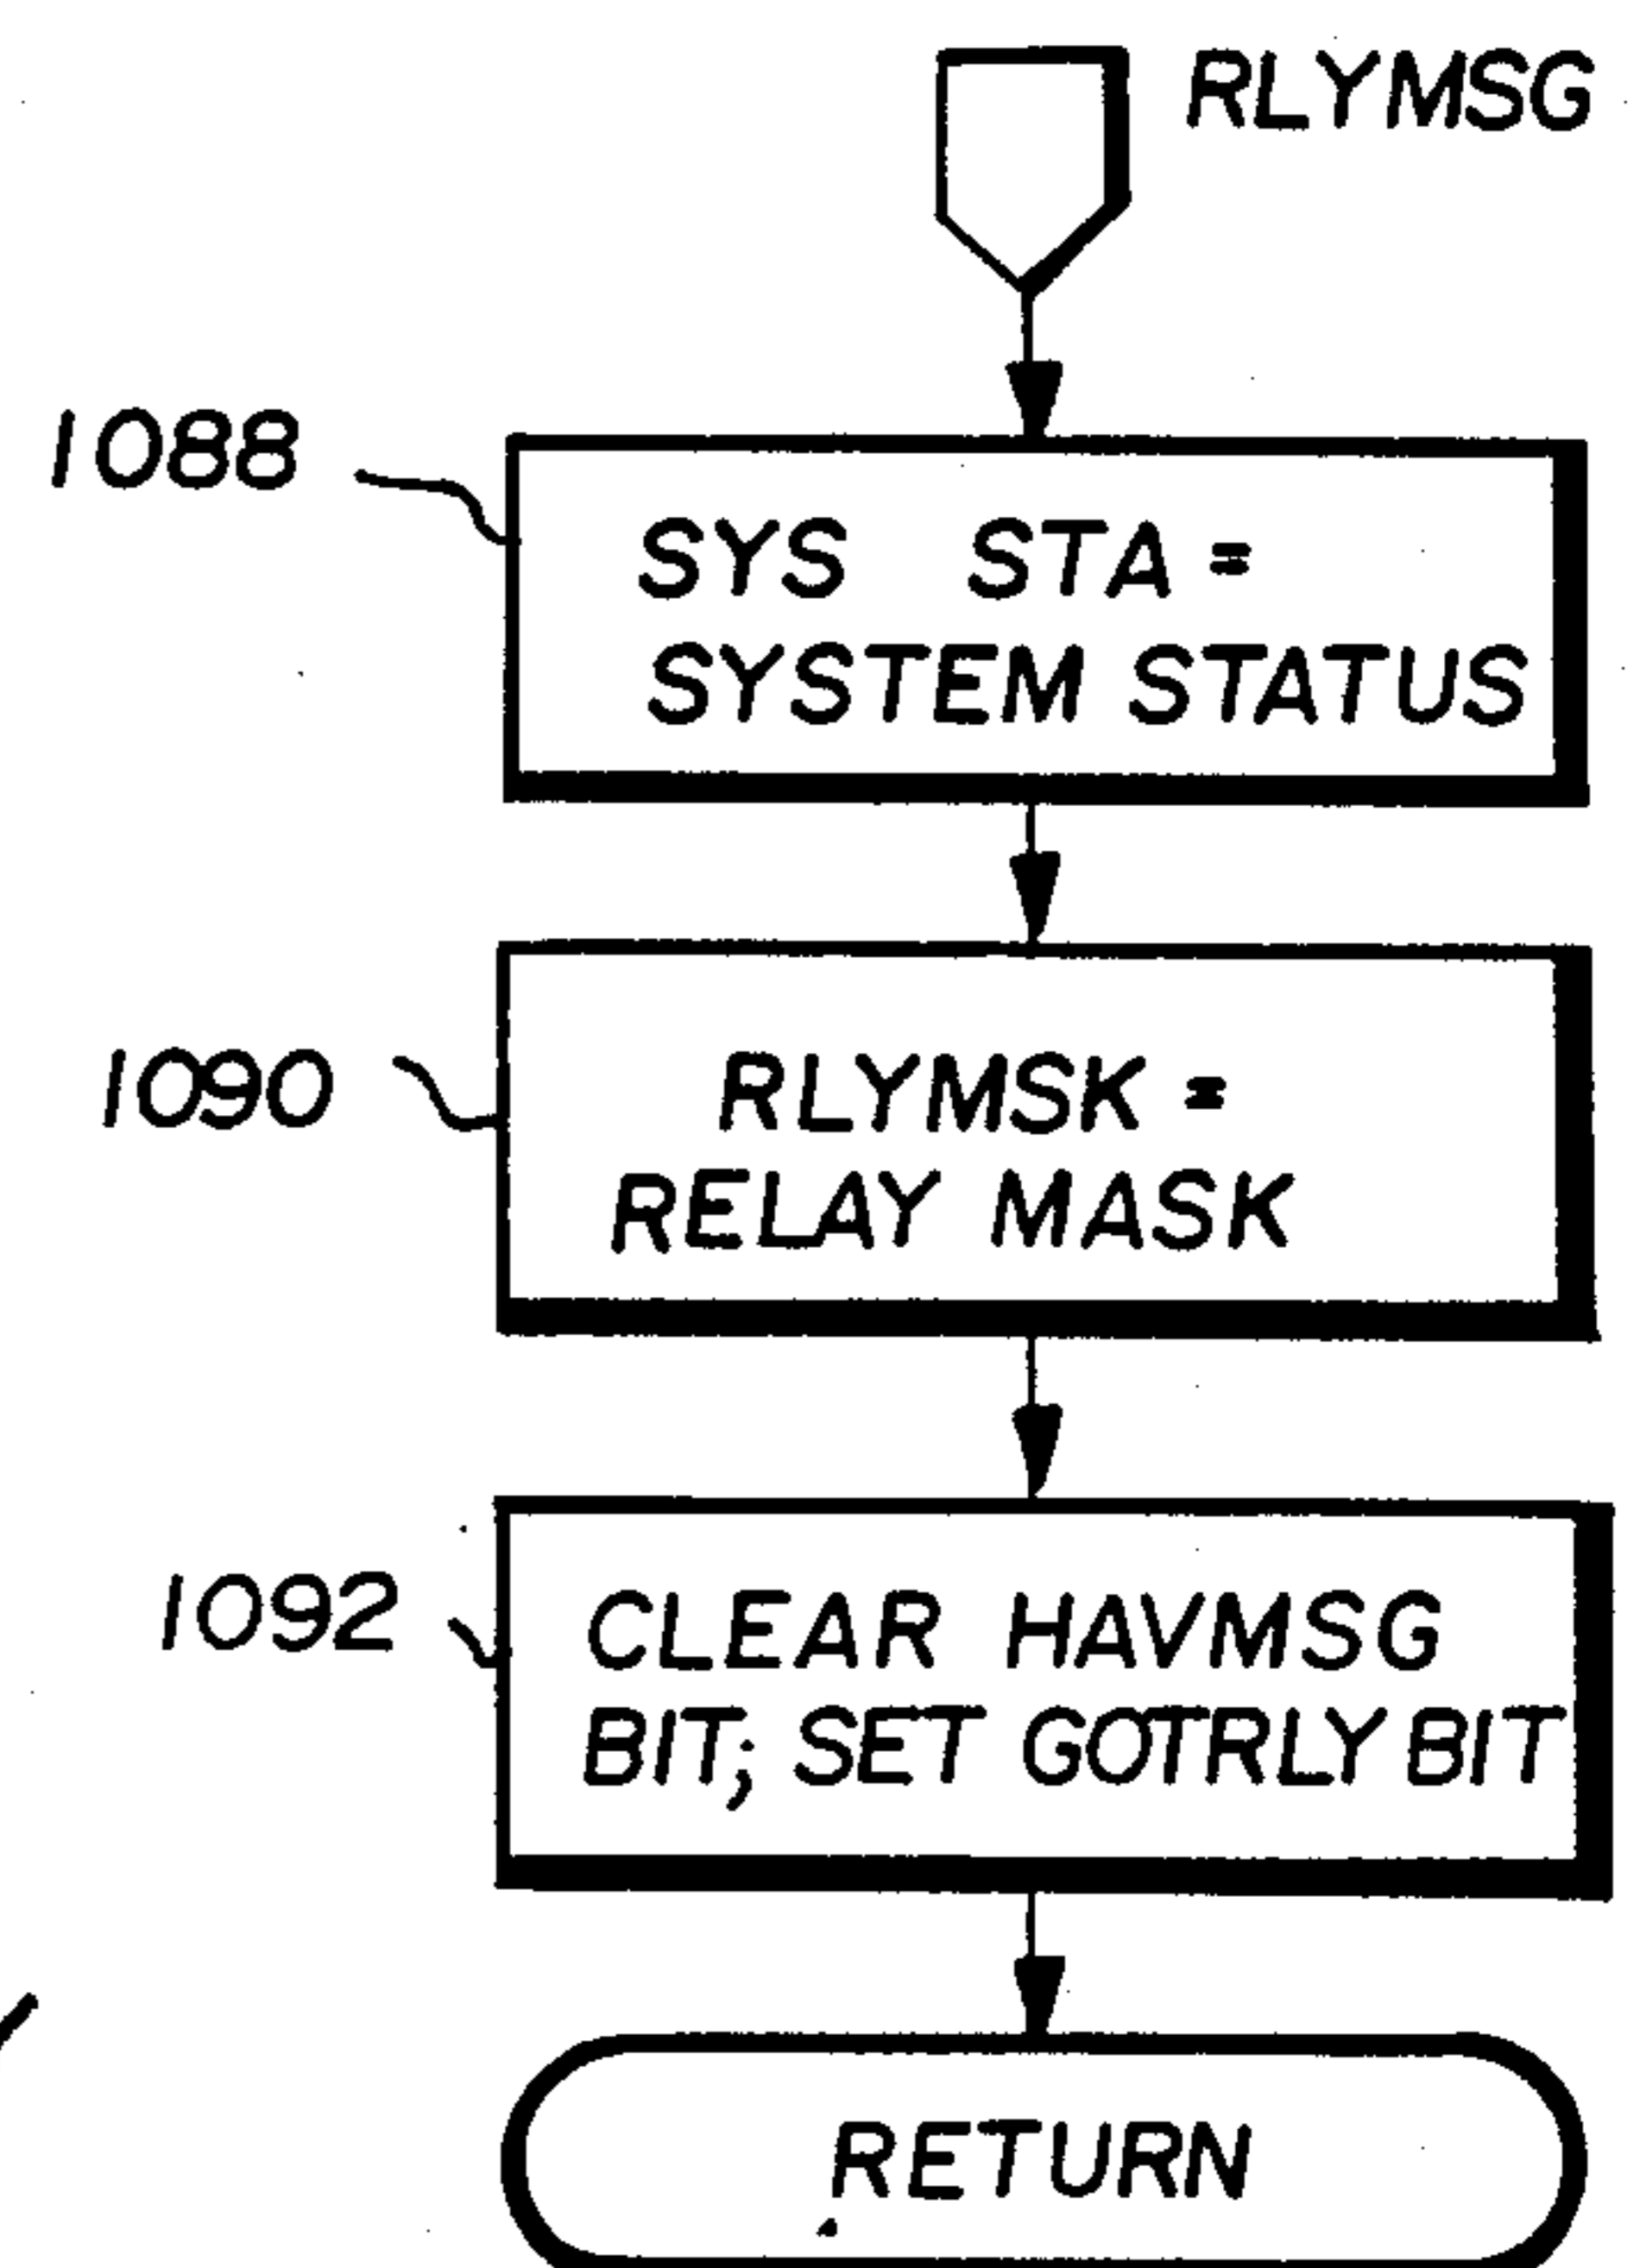 RLYMSG
1088
SYS STA =
SYSTEM STATUS
1090
RLYMSK =
RELAY MASK
1092
CLEAR HAVMSG
BIT; SET GOTRLY BIT
RETURN